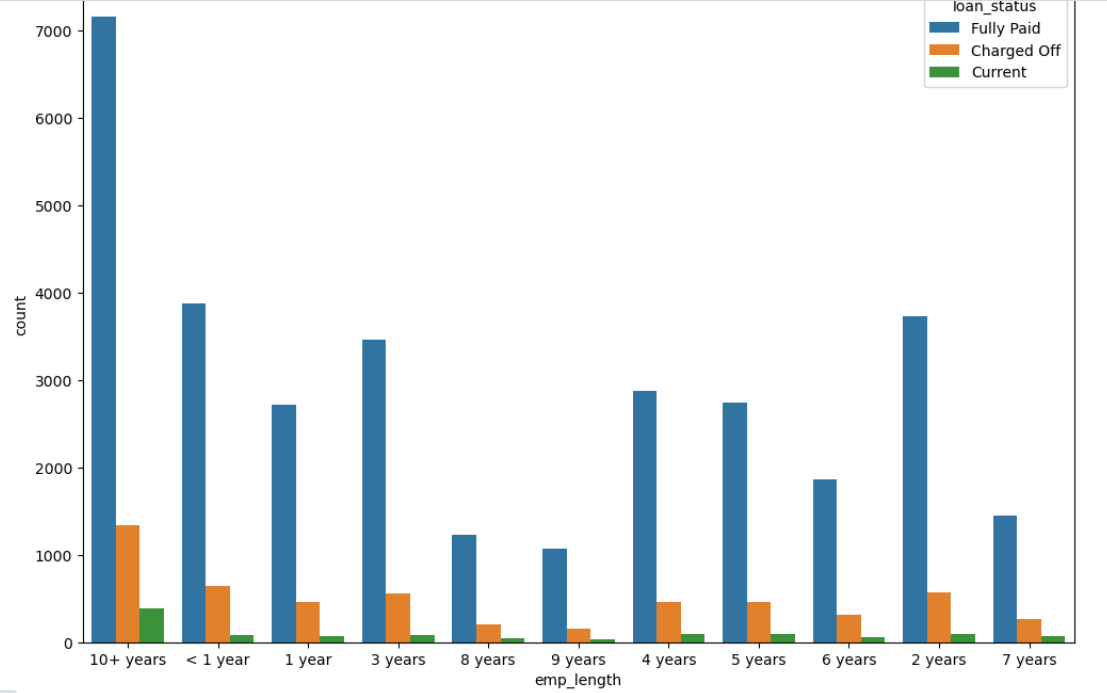 loan_status
Fully Paid
Charged Off
Current
7000
6000
5000
4000
3000
2000
1000
0
count
10+ years
< 1 year
1 year
3 years
8 years
9 years
4 years
5 years
6 years
2 years
7 years
emp_length